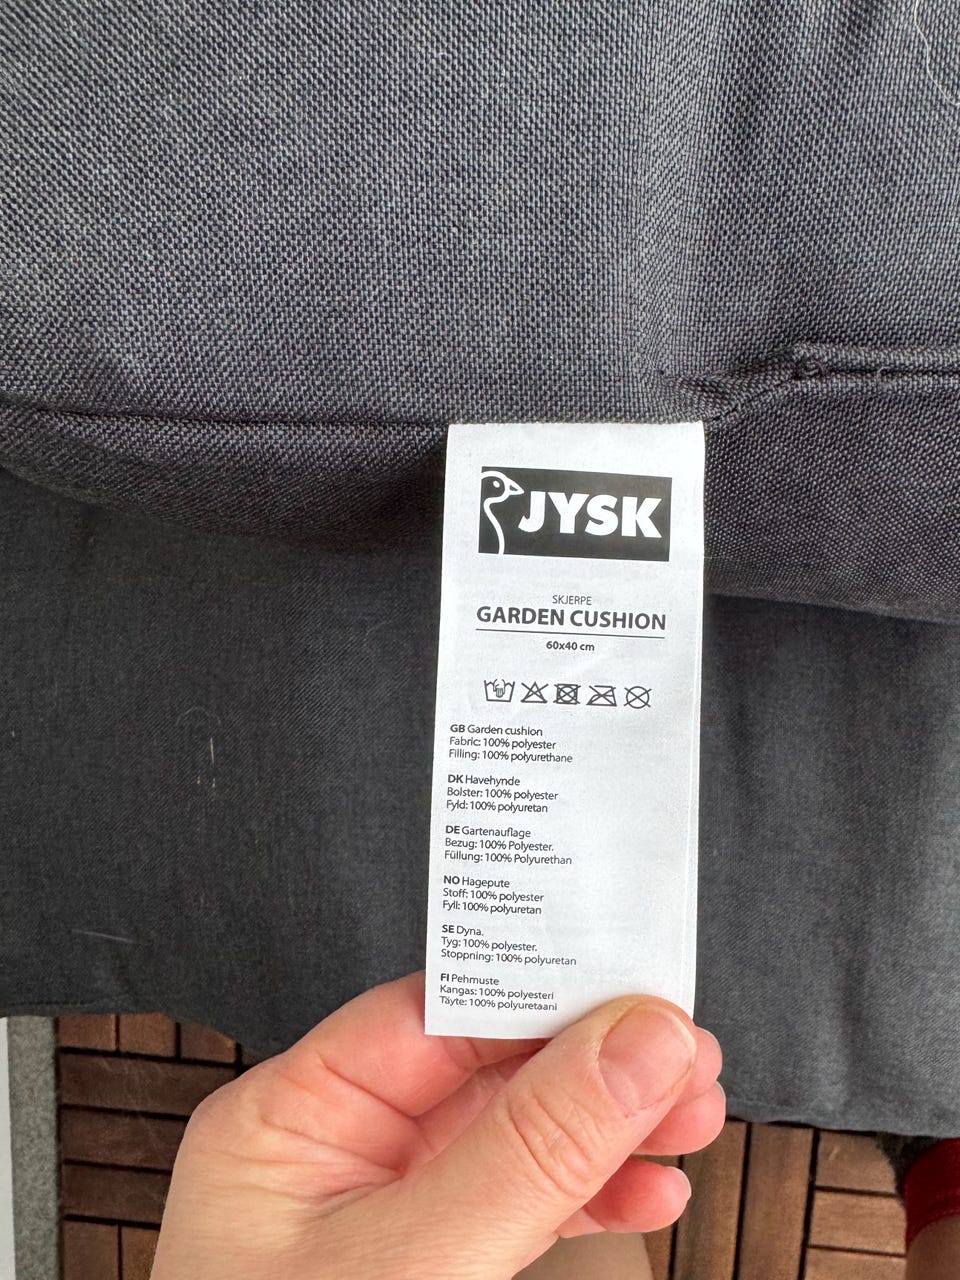 JYSK
SKJERPE
GARDEN CUSHION
60x40 cm
GB Garden cushion
Fabric: 100% polyester
Filling: 100% polyurethane
DK Havehynde
Bolster: 100% polyester
Fyld: 100% polyuretan
DE Gartenauflage
Bezug: 100% Polyester.
Füllung: 100% Polyurethan
NO Hagepute
Stoff: 100% polyester
Fyll: 100% polyuretan
SE Dyna.
Tyg: 100% polyester.
Stoppning: 100% polyuretan
FI Pehmuste
Kangas: 100% polyesteri
Täyte: 100% polyuretaani